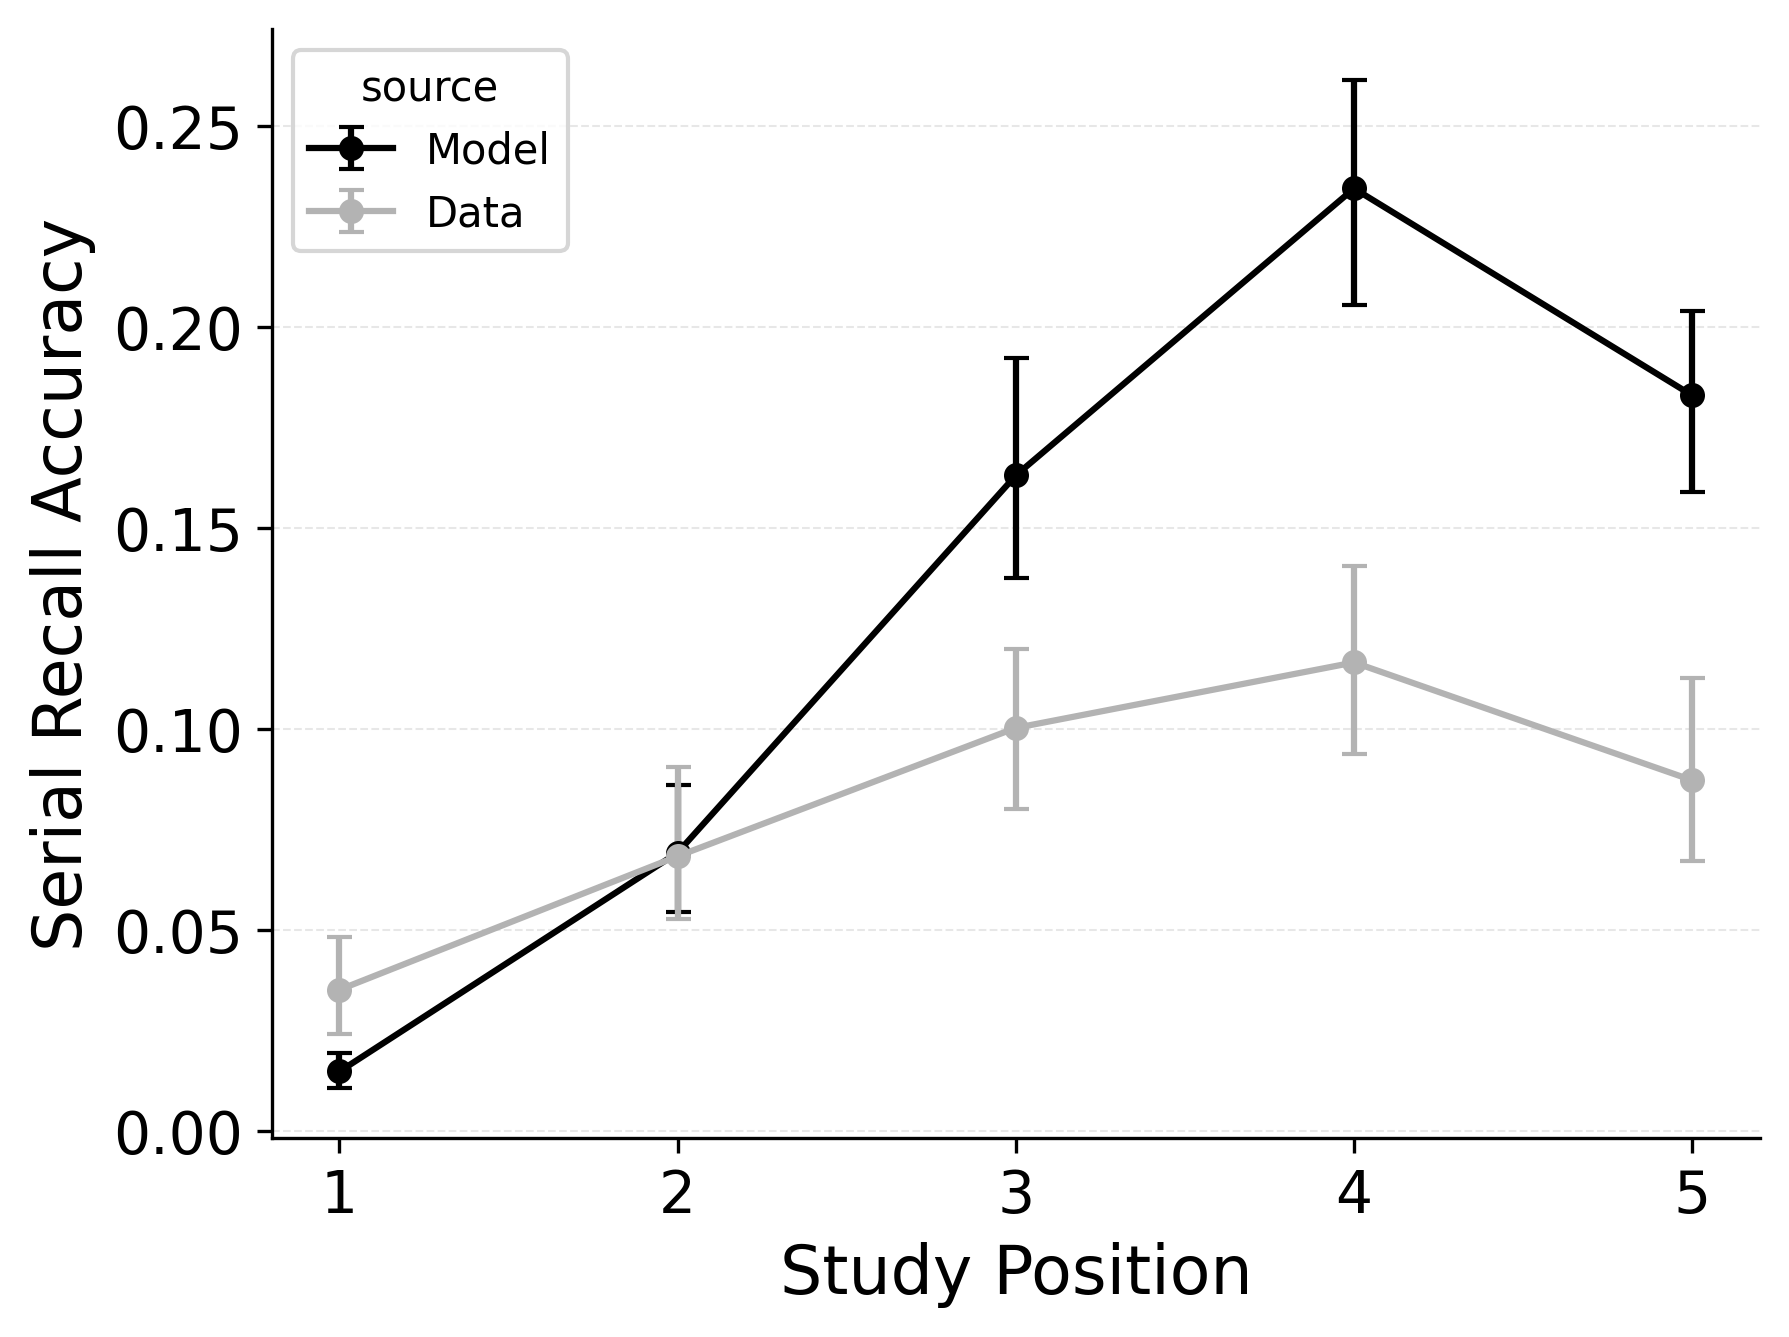 source
Model
Data
Serial Recall Accuracy
0.25
0.20
0.15
0.10
0.05
0.00
1 2 3 4 5
Study Position